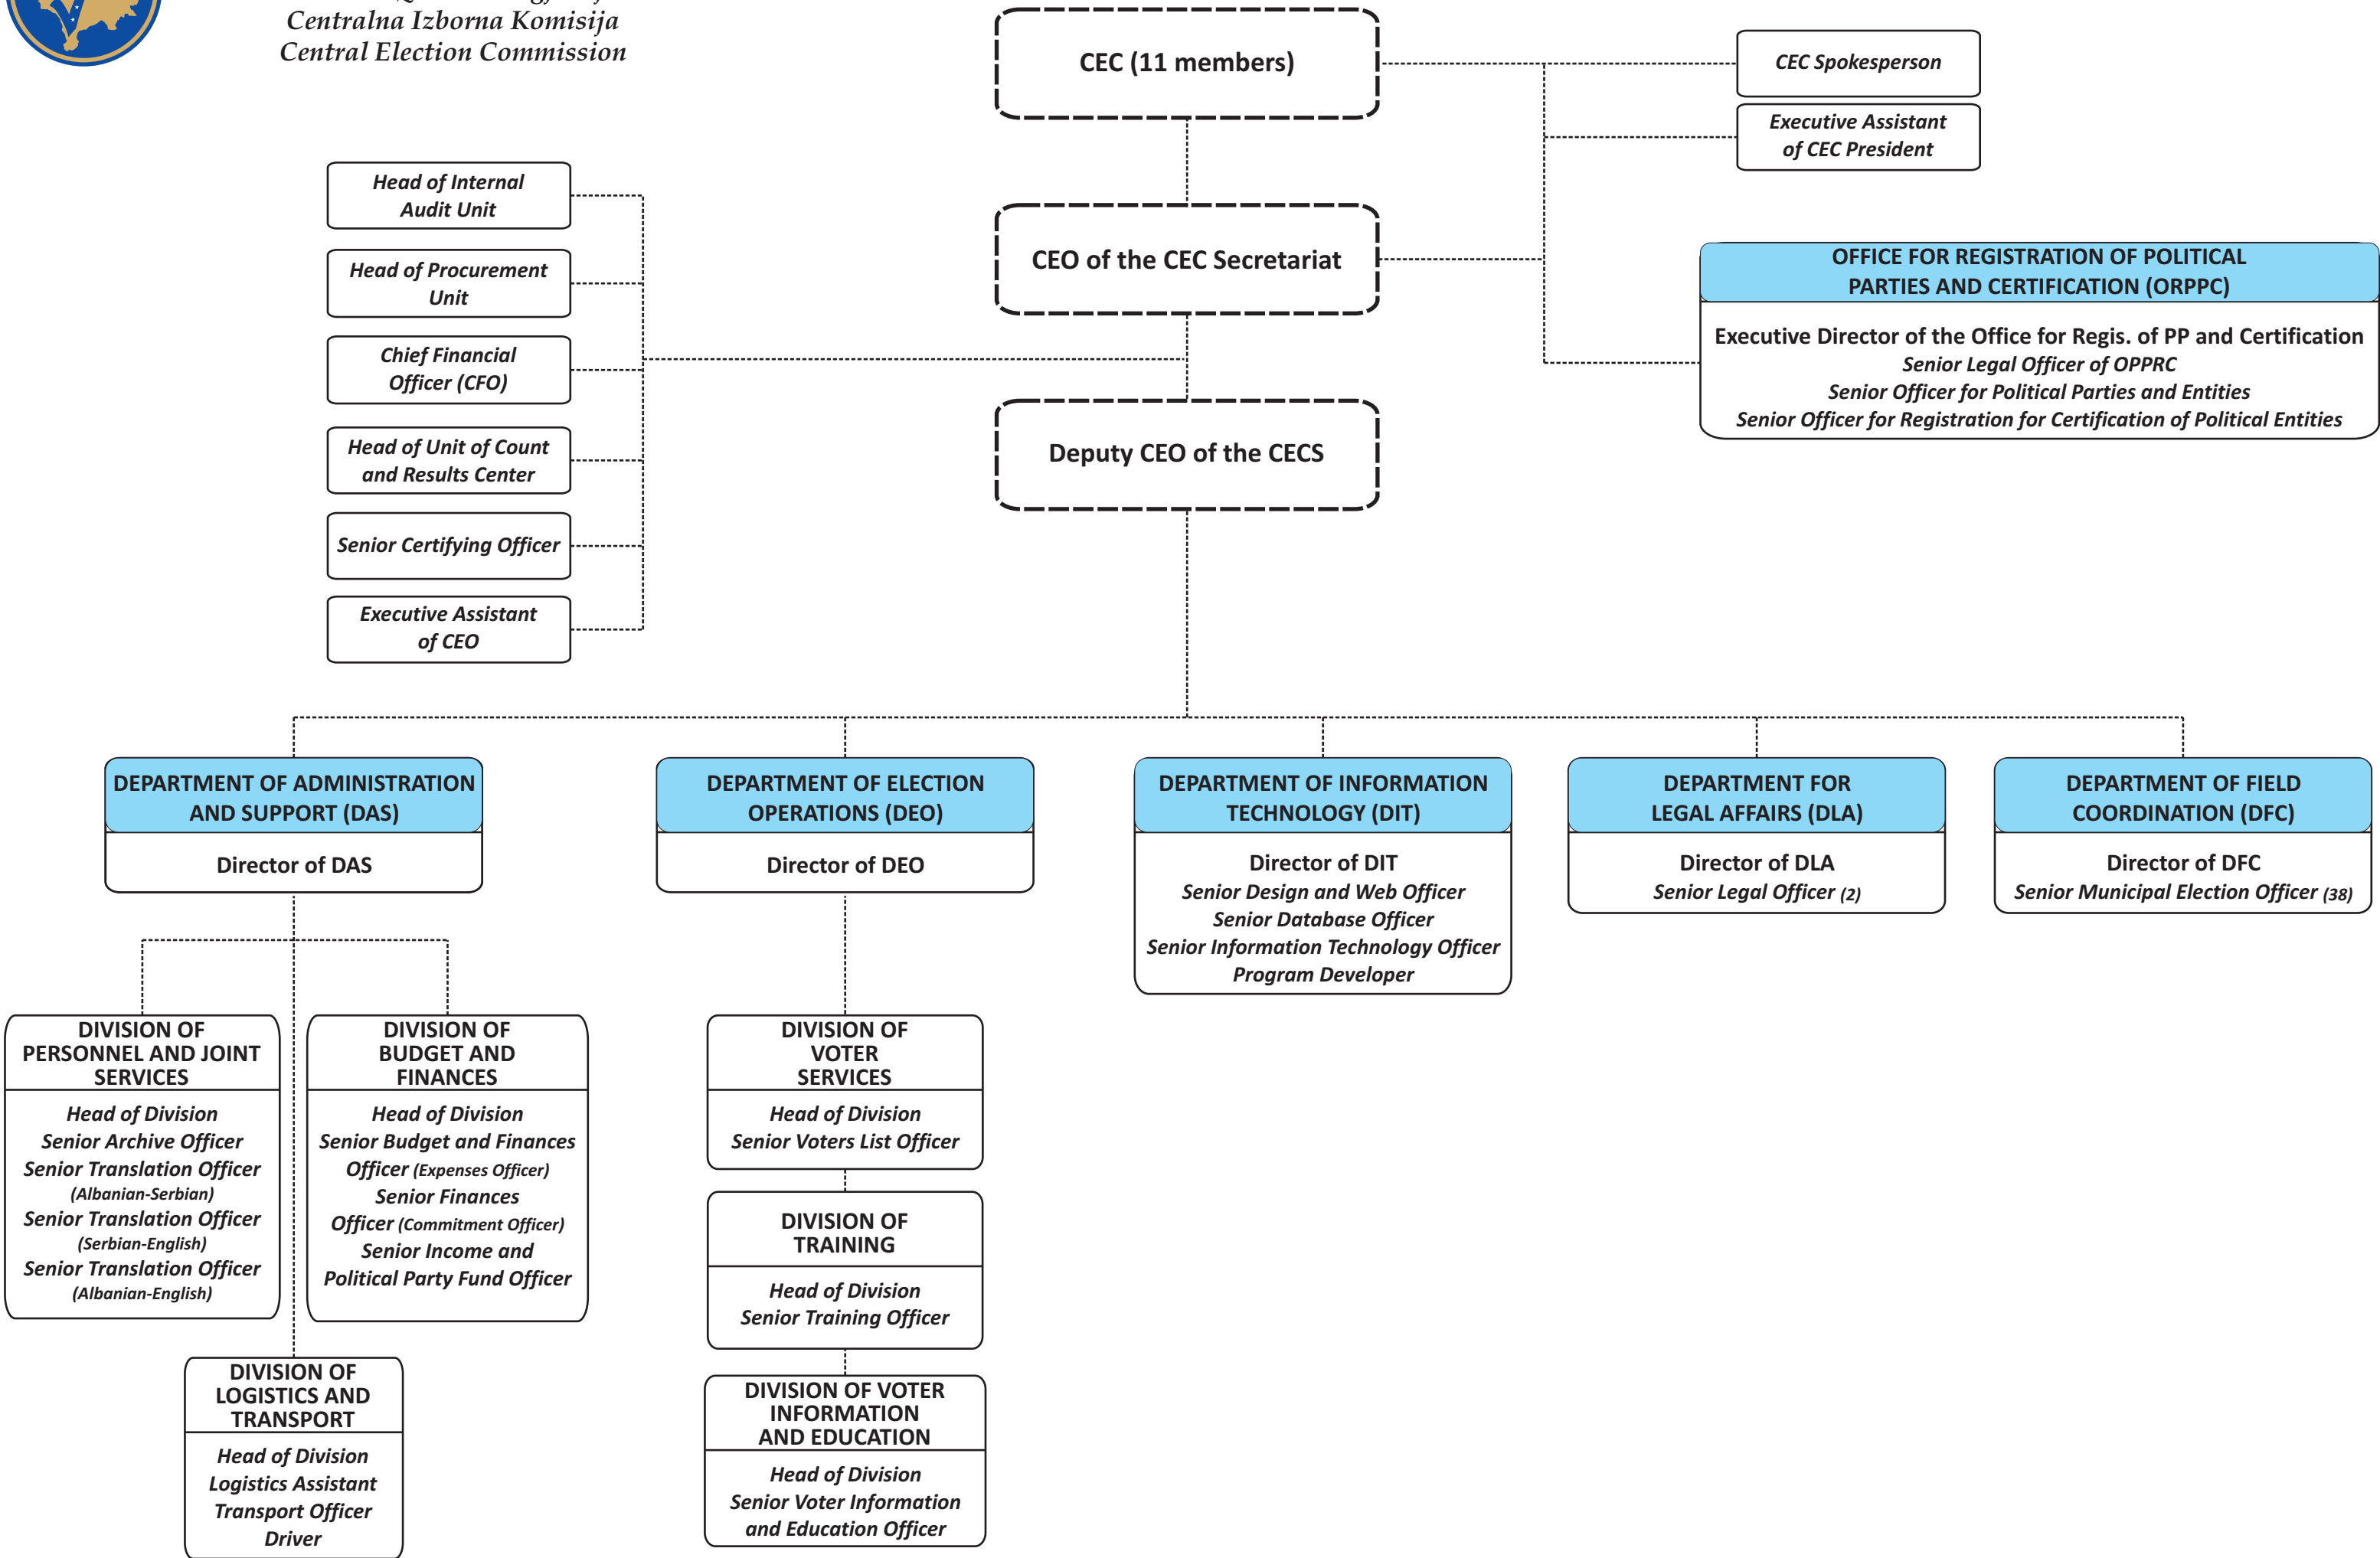 Centralna Izborna Komisija
Central Election Commission
CEC (11 members)
CEC Spokesperson
Executive Assistant
of CEC President
Head of Internal
Audit Unit
Head of Procurement
Unit
Chief Financial
Officer (CFO)
Head of Unit of Count
and Results Center
Senior Certifying Officer
Executive Assistant
of CEO
CEO of the CEC Secretariat
OFFICE FOR REGISTRATION OF POLITICAL
PARTIES AND CERTIFICATION (ORPPC)
Executive Director of the Office for Regis. of PP and Certification
Senior Legal Officer of OPPRC
Senior Officer for Political Parties and Entities
Senior Officer for Registration for Certification of Political Entities
Deputy CEO of the CECS
DEPARTMENT OF ADMINISTRATION
AND SUPPORT (DAS)
Director of DAS
DEPARTMENT OF ELECTION
OPERATIONS (DEO)
Director of DEO
DEPARTMENT OF INFORMATION
TECHNOLOGY (DIT)
Director of DIT
Senior Design and Web Officer
Senior Database Officer
Senior Information Technology Officer
Program Developer
DEPARTMENT FOR
LEGAL AFFAIRS (DLA)
Director of DLA
Senior Legal Officer (2)
DEPARTMENT OF FIELD
COORDINATION (DFC)
Director of DFC
Senior Municipal Election Officer (38)
DIVISION OF
PERSONNEL AND JOINT
SERVICES
Head of Division
Senior Archive Officer
Senior Translation Officer
(Albanian-Serbian)
Senior Translation Officer
(Serbian-English)
Senior Translation Officer
(Albanian-English)
DIVISION OF
BUDGET AND
FINANCES
Head of Division
Senior Budget and Finances
Officer (Expenses Officer)
Senior Finances
Officer (Commitment Officer)
Senior Income and
Political Party Fund Officer
DIVISION OF
LOGISTICS AND
TRANSPORT
Head of Division
Logistics Assistant
Transport Officer
Driver
DIVISION OF
VOTER
SERVICES
Head of Division
Senior Voters List Officer
DIVISION OF
TRAINING
Head of Division
Senior Training Officer
DIVISION OF VOTER
INFORMATION
AND EDUCATION
Head of Division
Senior Voter Information
and Education Officer